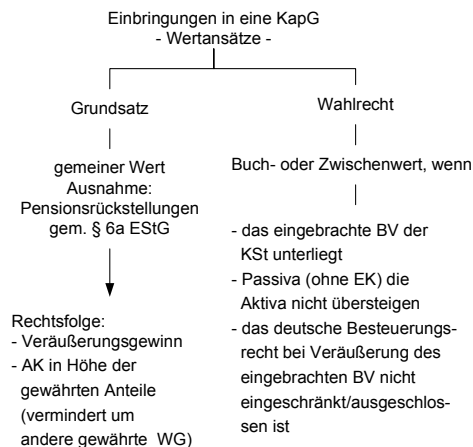 Einbringungen in eine KapG
- Wertansätze -
Grundsatz
gemeiner Wert
Ausnahme:
Pensionsrückstellungen
gem. § 6a EStG
Rechtsfolge:
- Veräußerungsgewinn
- AK in Höhe der
gewährten Anteile
(vermindert um
andere gewährte WG)
Wahlrecht
Buch- oder Zwischenwert, wenn
- das eingebrachte BV der
KSt unterliegt
- Passiva (ohne EK) die
Aktiva nicht übersteigen
- das deutsche Besteuerungs-
recht bei Veräußerung des
eingebrachten BV nicht
eingeschränkt/ausgeschlos-
sen ist